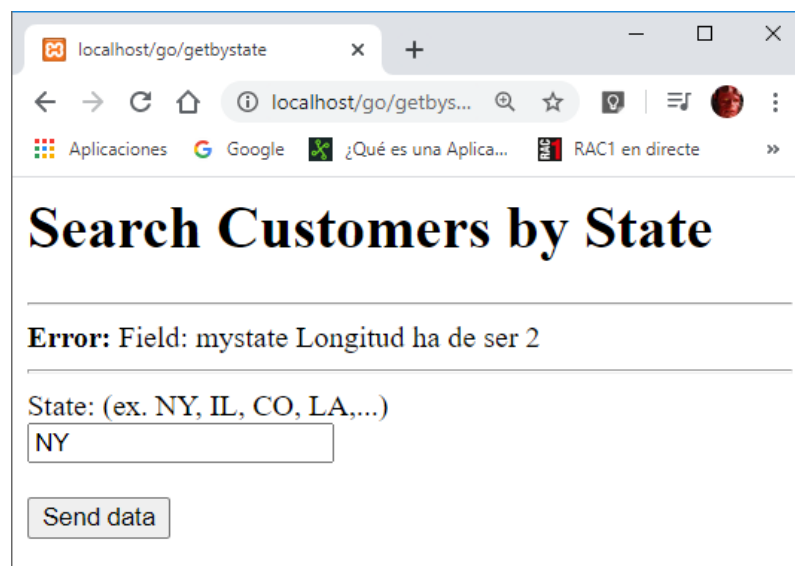 localhost/go/getbystate
localhost/go/getbys...
Aplicaciones Google ¿Qué es una Aplica... RAC1 RAC1 en directe
Search Customers by State
Error: Field: mystate Longitud ha de ser 2
State: (ex. NY, IL, CO, LA,...)
NY
Send data